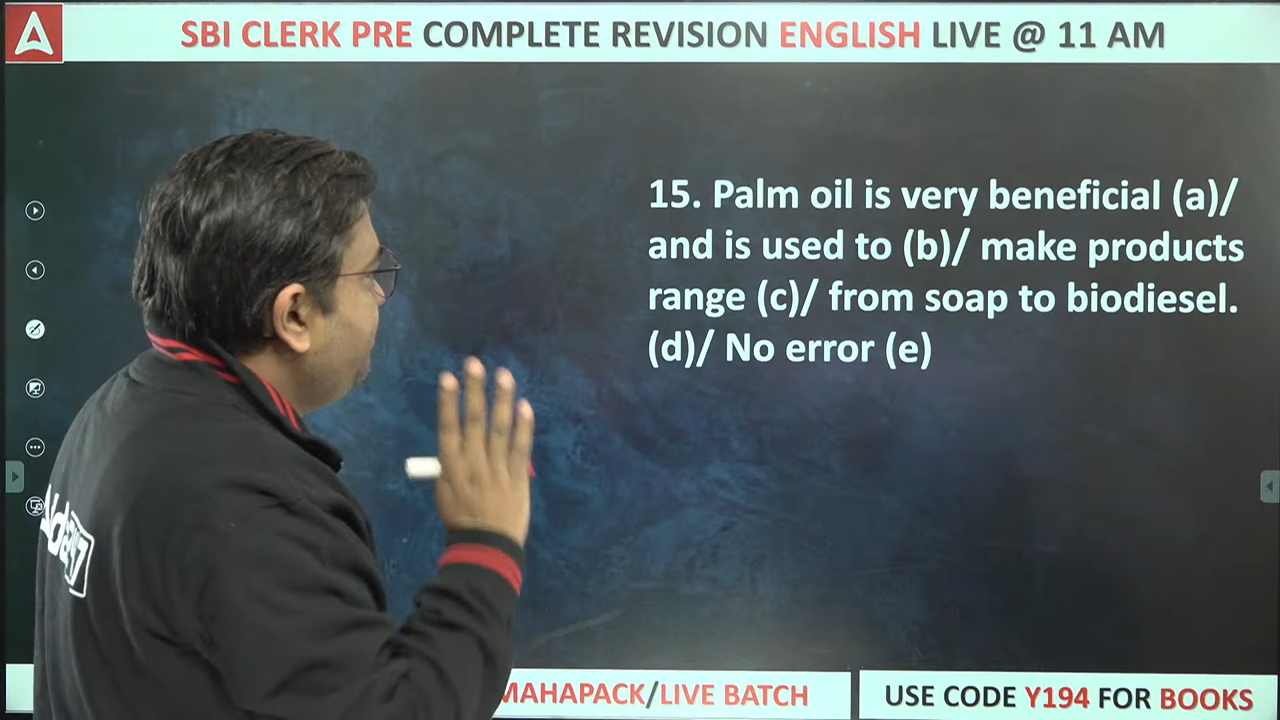 SBI CLERK PRE COMPLETE REVISION ENGLISH LIVE @ 11 AM
15. Palm oil is very beneficial (a)/
and is used to (b)/ make products
range (c)/ from soap to biodiesel.
(d)/ No error (e)
MAHAPACK/LIVE BATCH
USE CODE Y194 FOR BOOKS